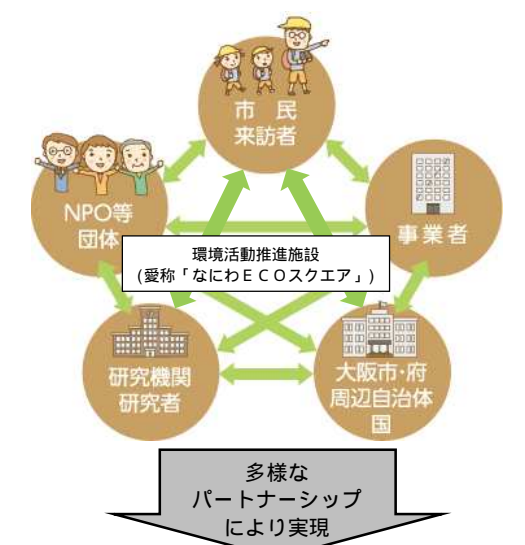 市 民
来訪者
NPO等
団体
事業者
環境活動推進施設
(愛称「なにわＥＣＯスクエア」)
研究機関
研究者
大阪市・府
周辺自治体
国
多様な
パートナーシップ
により実現